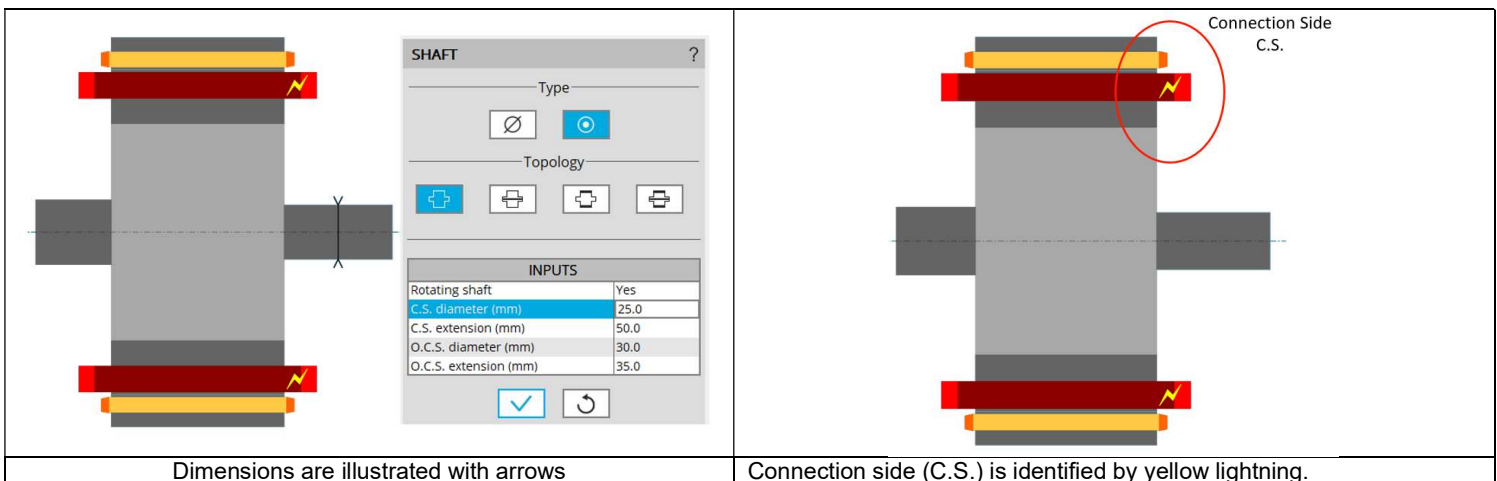 SHAFT ?
Type
Topology
INPUTS
Rotating shaft Yes
C.S. diameter (mm) 25.0
C.S. extension (mm) 50.0
O.C.S. diameter (mm) 30.0
O.C.S. extension (mm) 35.0
Connection Side
C.S.
Dimensions are illustrated with arrows
Connection side (C.S.) is identified by yellow lightning.